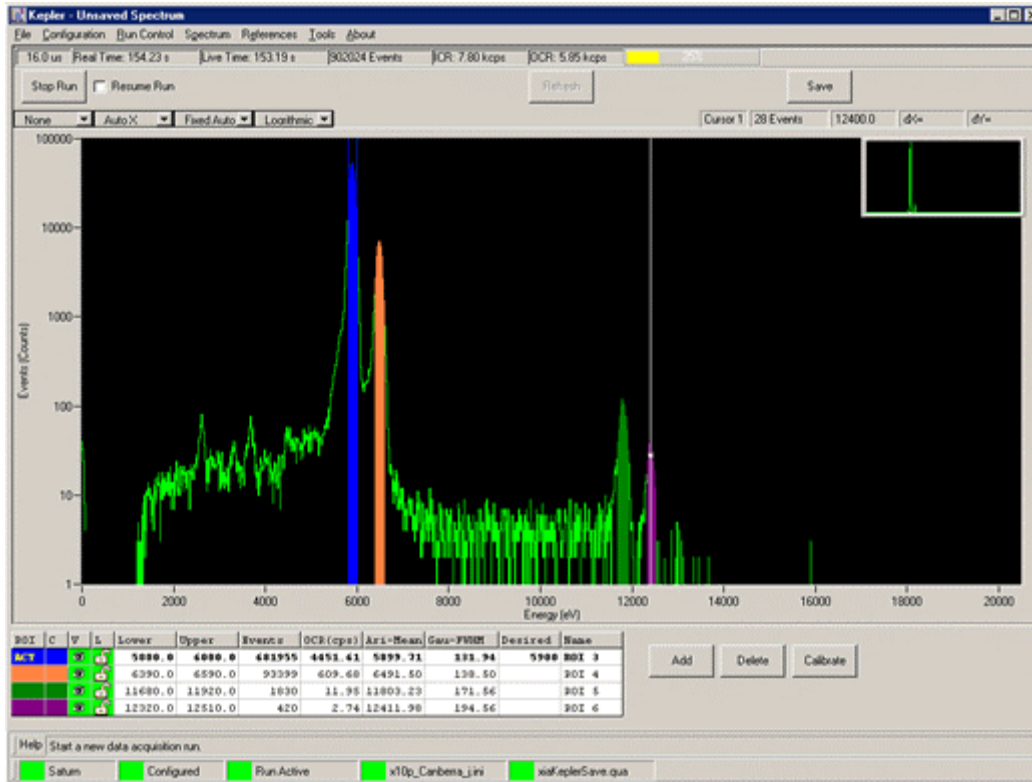 Kepler - Unsaved Spectrum
File Configuration Run Control Spectrum References Tools About
16.0 us Real Time: 154.23 s Live Time: 153.19 s 902024 Events ICR: 7.80 kcps OCR: 5.85 kcps
Stop Run Resume Run Refresh Save
None Auto X Fixed Auto Logarithmic Cursor 1 28 Events 12400.0 dX= dY=
100000
10000
1000
100
10
1
Events (Counts)
0 2000 4000 6000 8000 10000 12000 14000 16000 18000 20000
Energy (eV)
ROI C V L Lower Upper Events OCR(cps) Ari-Mean Gau-FWHM Desired Name
ACT 5800.0 6000.0 681955 4451.61 5899.71 131.94 5900 ROI 3
6390.0 6590.0 93399 609.68 6491.50 138.50 ROI 4
11680.0 11920.0 1830 11.95 11803.23 171.56 ROI 5
12320.0 12510.0 420 2.74 12411.98 194.56 ROI 6
Add Delete Calibrate
Help Start a new data acquisition run.
Saturn Configured Run Active x10p_Canberra_j.ini xiaKeplerSave.qua